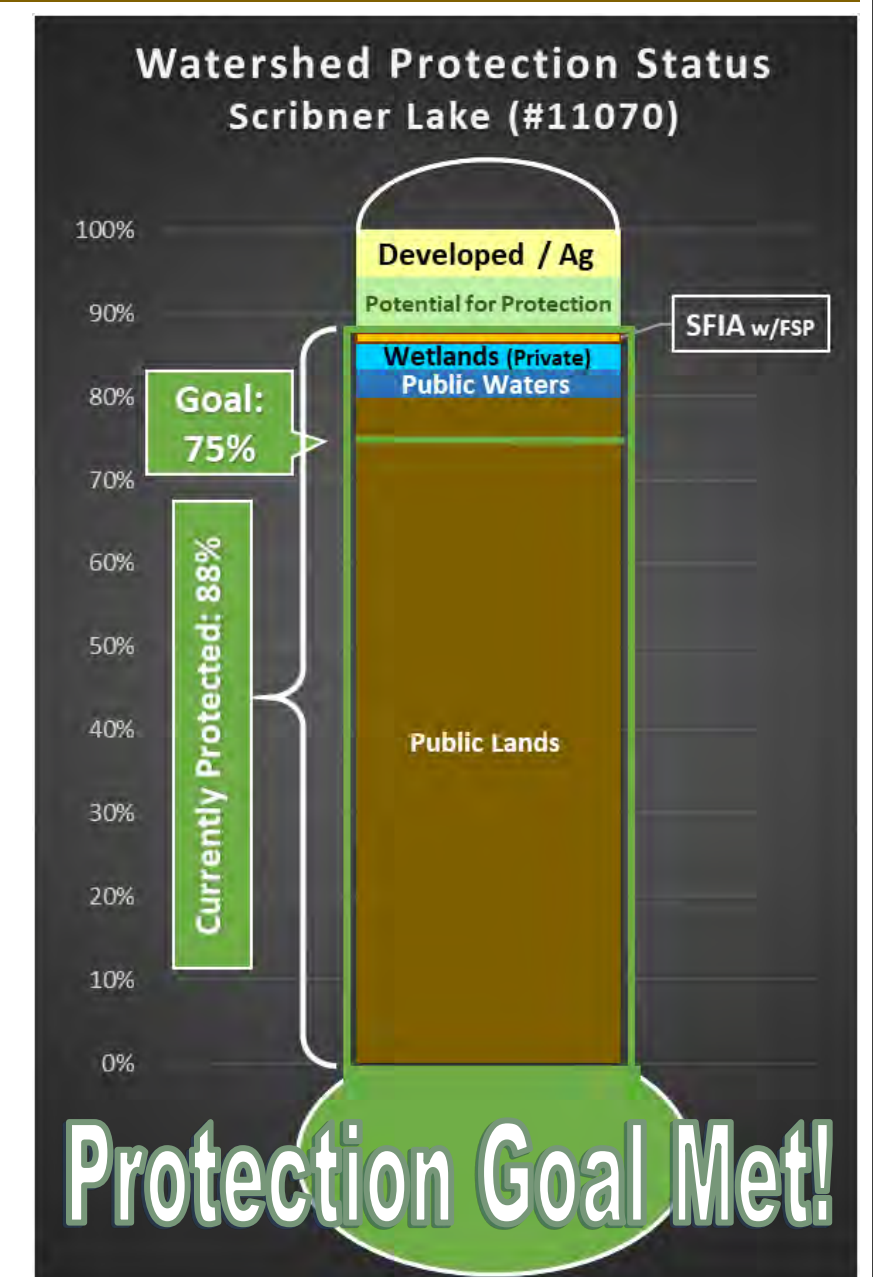 Watershed Protection Status
Scribner Lake (#11070)
100%
90%
80%
70%
60%
50%
40%
30%
20%
10%
0%
Developed / Ag
Potential for Protection
SFIA w/FSP
Wetlands (Private)
Public Waters
Goal:
75%
Currently Protected: 88%
Public Lands
Protection Goal Met!